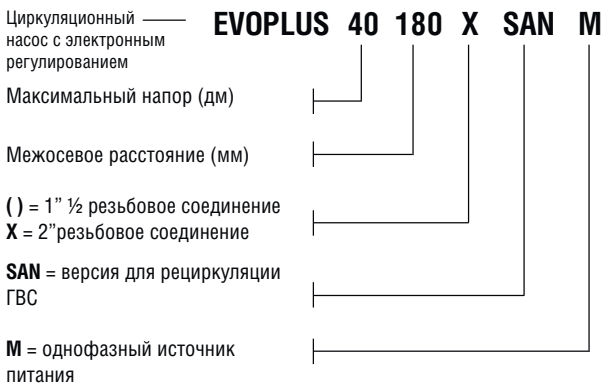 Циркуляционный
насос с электронным
регулированием
EVOPLUS 40 180 X SAN M
Максимальный напор (дм)
Межосевое расстояние (мм)
( ) = 1” ½ резьбовое соединение
X = 2”резьбовое соединение
SAN = версия для рециркуляции
ГВС
M = однофазный источник
питания